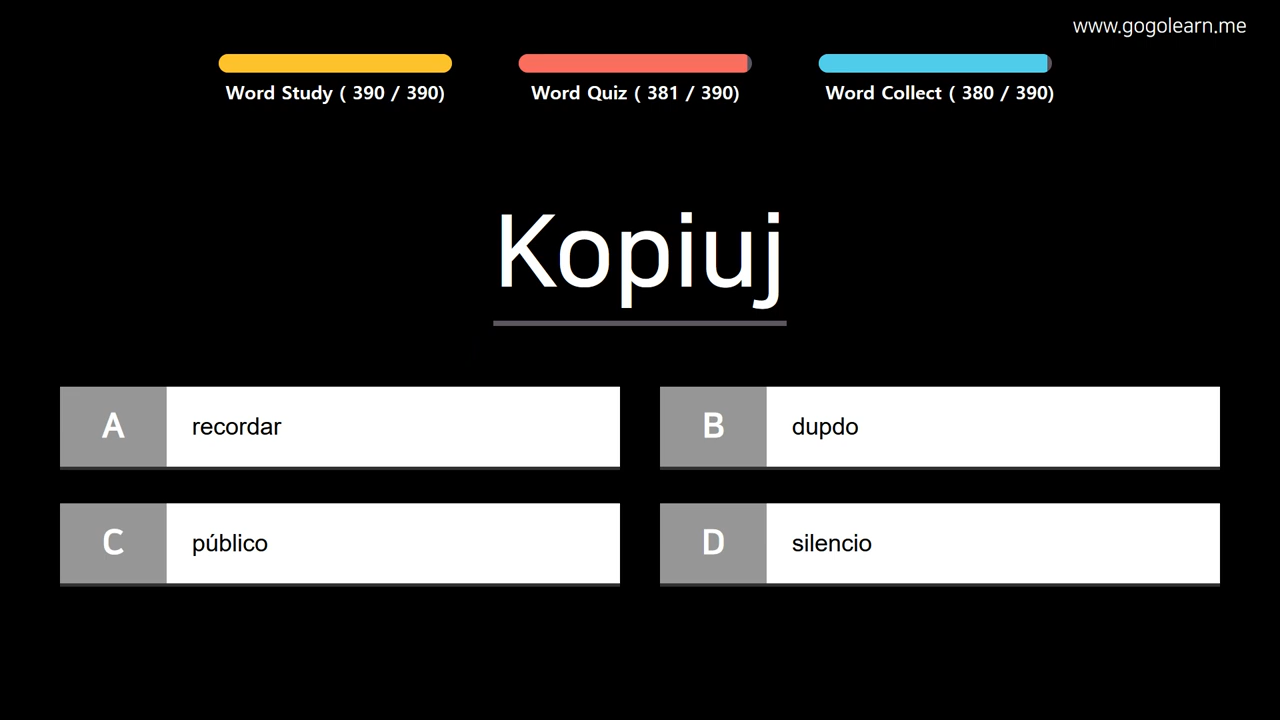 www.gogolearn.me
Word Study ( 390 / 390)
Word Quiz ( 381 / 390)
Word Collect ( 380 / 390)
Kopiuj
A recordar
B dupdo
C público
D silencio